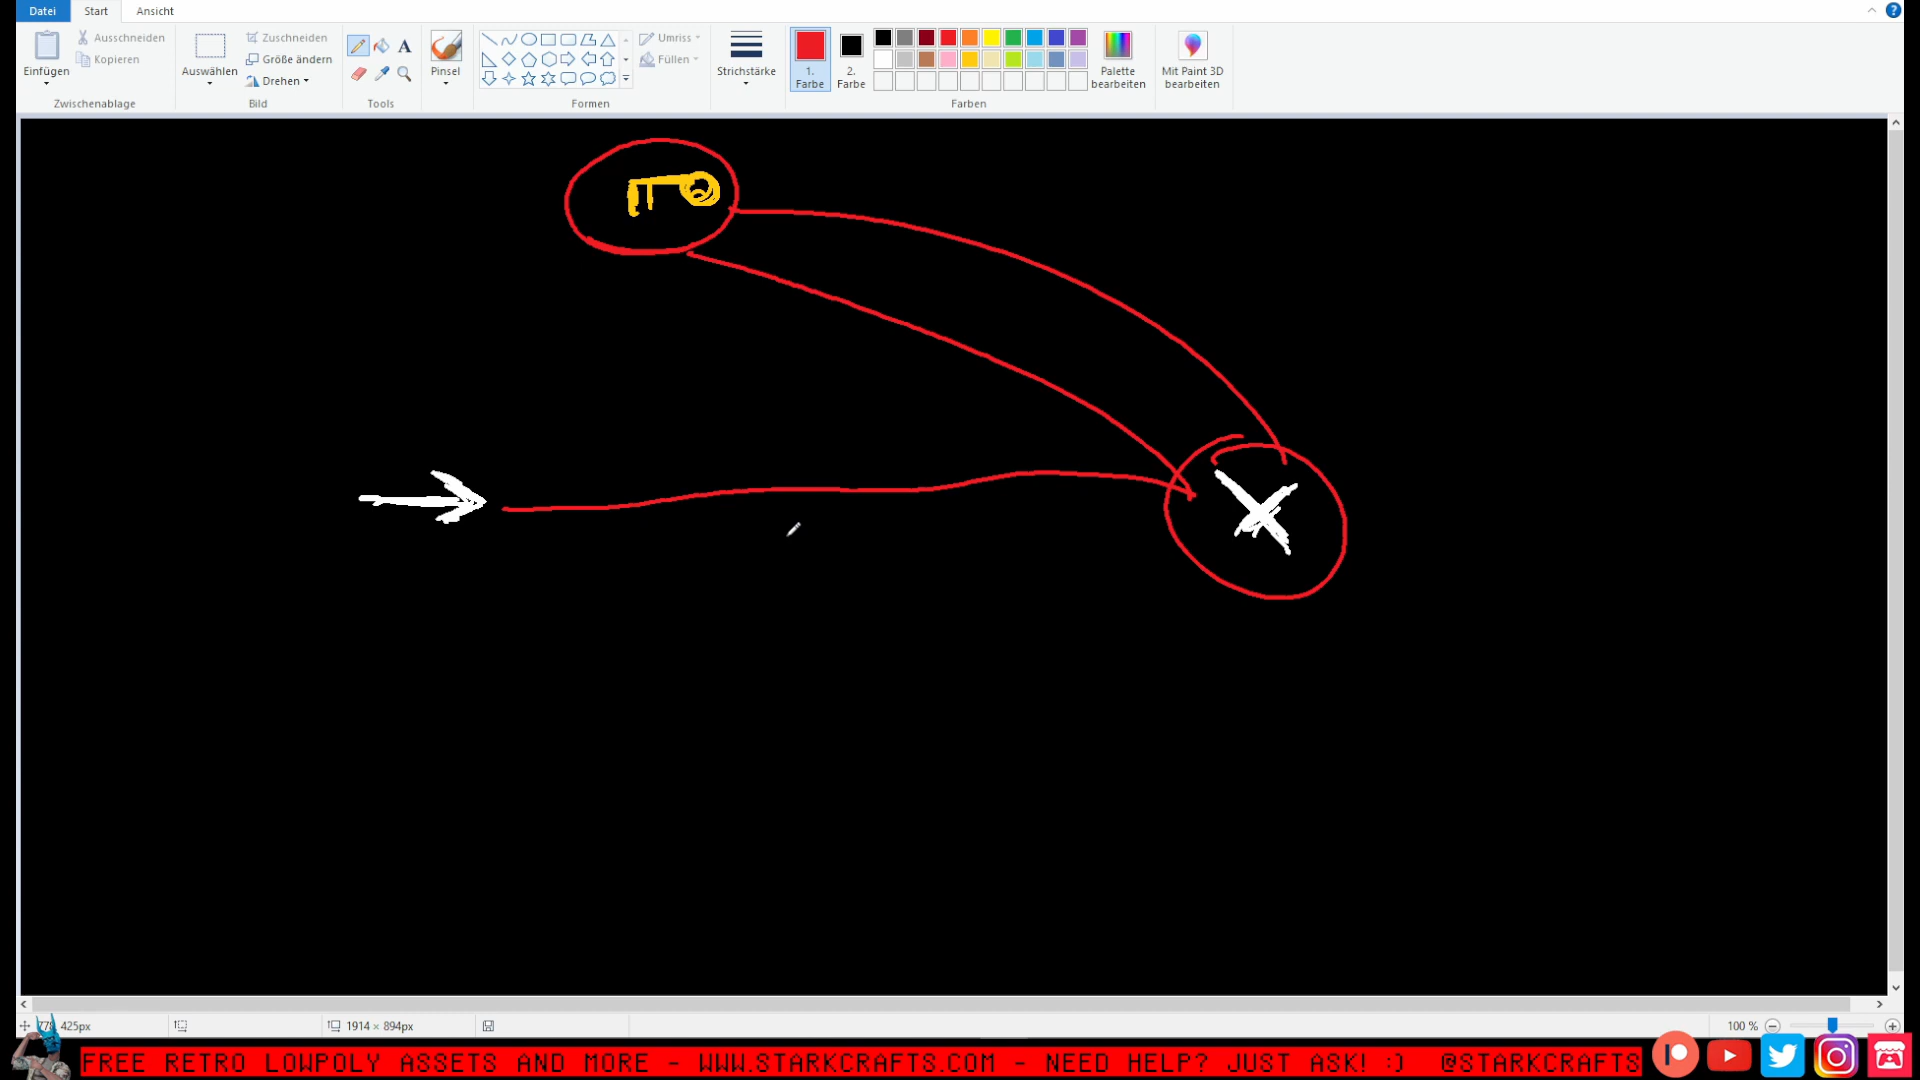 Datei Start Ansicht
Einfügen
Ausschneiden
Kopieren
Zwischenablage
Auswählen
Zuschneiden
Größe ändern
Drehen
Bild
A
Tools
Pinsel
Formen
Umriss
Füllen
Strichstärke
1.
Farbe
2.
Farbe
Farben
Palette
bearbeiten
Mit Paint 3D
bearbeiten
425px
1914 × 894px
100 %
FREE RETRO LOWPOLY ASSETS AND MORE - WWW.STARKCRAFTS.COM - NEED HELP? JUST ASK! :) @STARKCRAFTS